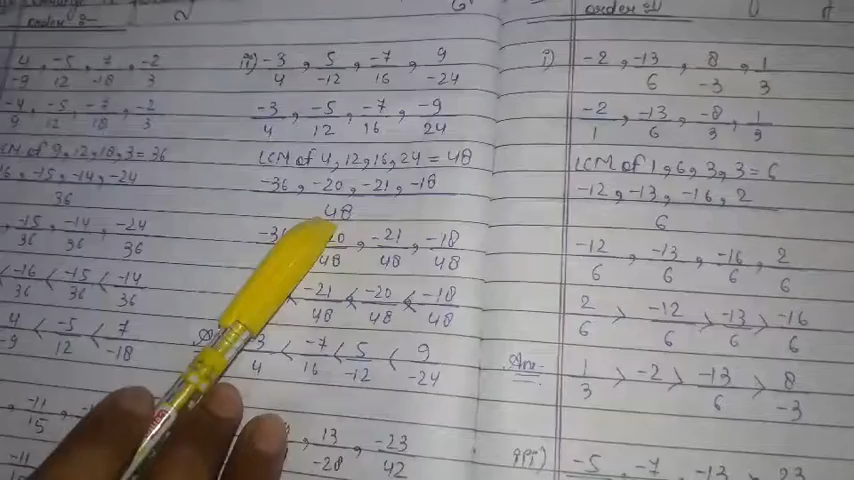 order :-
order :-
4/-9, -5/12, 7/-18, -2/3
-4/9, -5/12, -7/18, -2/3
LCM of 9,12,18,3 = 36
-15, -14, -24
36
-15/36, -14/36, -24/36
< -16/36 < -15/36 < -14/36
4/-9 < -5/12 < 7/-18
-11/15,
-11
ii) -3/4, 5/-12, -7/16, 9/-24
-3/4, -5/12, -7/16, -9/24
LCM of 4,12,16,24 = 48
-36, -20, -21, -18
48
-21/48, -18/48
< -21/48 < -20/48 < -18/48
< -7/16 < 5/-12 < 9/-24
13/-28, -23/42
i) -2, -13/6, 8/-3, 1/3
-2/1, -13/6, -8/3, 1/3
LCM of 1,6,3,3 = 6
-12, -13, -16, 2
6
-12/6, -13/6, -16/6, 2/6
2/6 > -12/6 > -13/6 > -16/6
Ans- 1/3 > -2 > -13/6 > 8/-3
-5, -7, -13, 23